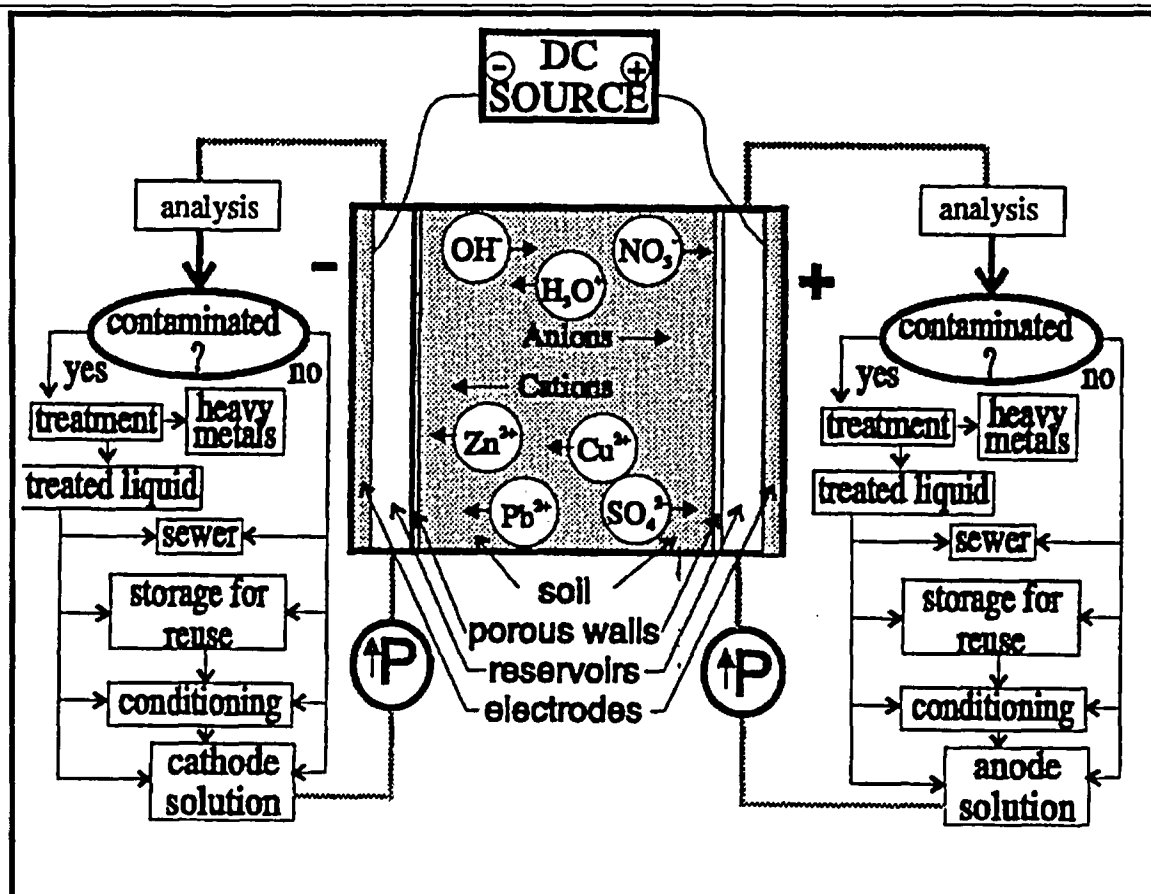 DC
SOURCE
−
+
analysis
contaminated
?
yes
no
treatment
heavy
metals
treated liquid
sewer
storage for
reuse
conditioning
cathode
solution
−
OH⁻
NO₃⁻
H₃O⁺
Anions
Cations
Zn²⁺
Cu²⁺
Pb²⁺
SO₄²⁻
+
soil
porous walls
reservoirs
electrodes
P
P
analysis
contaminated
?
yes
no
treatment
heavy
metals
treated liquid
sewer
storage for
reuse
conditioning
anode
solution